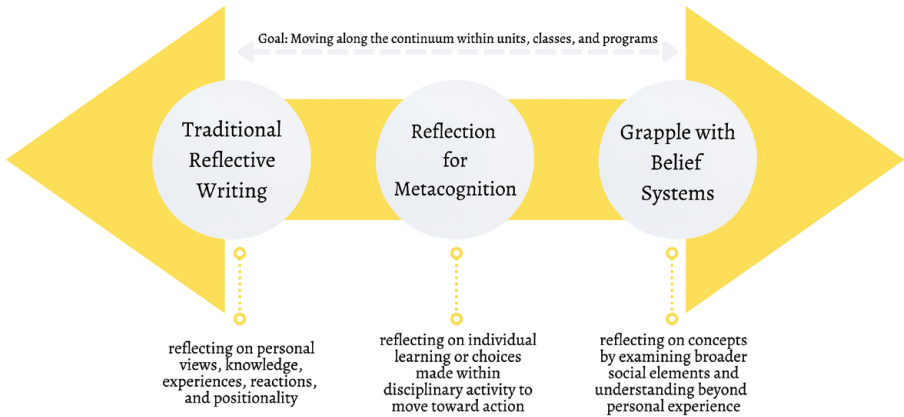 Goal: Moving along the continuum within units, classes, and programs
Traditional
Reflective
Writing
Reflection
for
Metacognition
Grapple with
Belief
Systems
reflecting on personal
views, knowledge,
experiences, reactions,
and positionality
reflecting on individual
learning or choices
made within
disciplinary activity to
move toward action
reflecting on concepts
by examining broader
social elements and
understanding beyond
personal experience